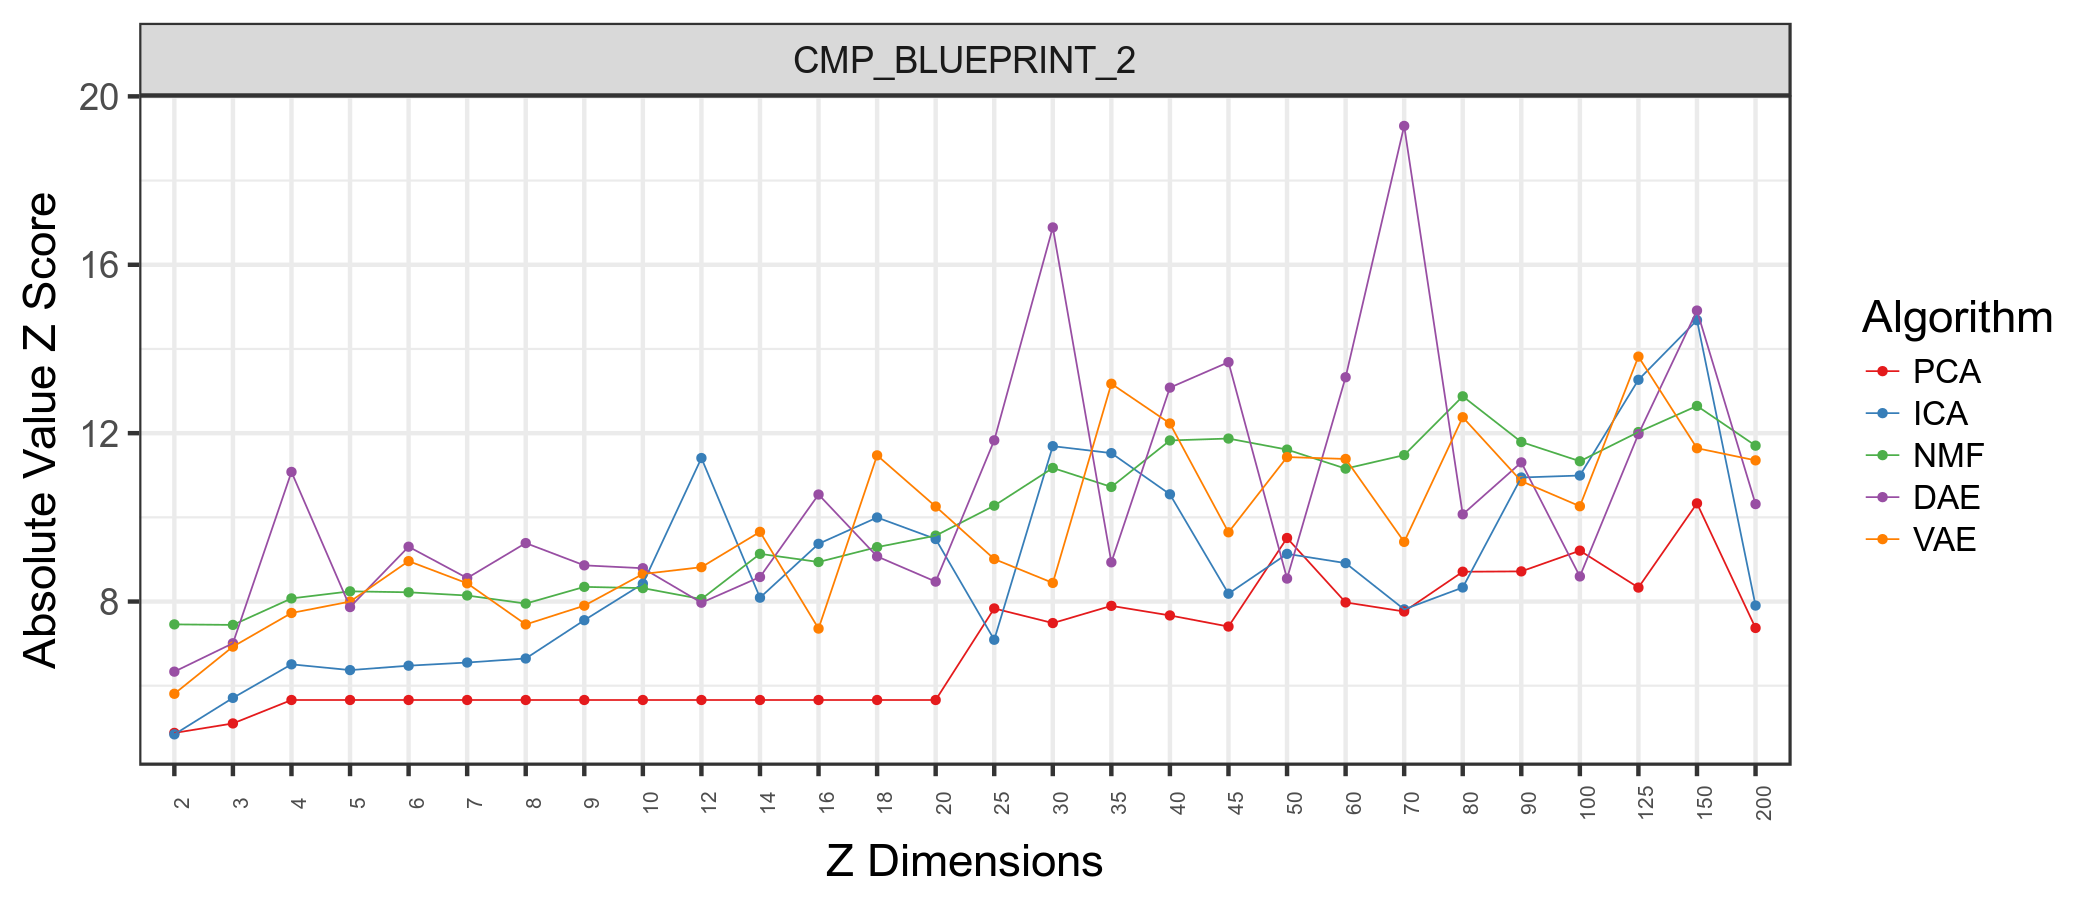 CMP_BLUEPRINT_2
Absolute Value Z Score
20
16
12
8
2 3 4 5 6 7 8 9 10 12 14 16 18 20 25 30 35 40 45 50 60 70 80 90 100 125 150 200
Z Dimensions
Algorithm
PCA
ICA
NMF
DAE
VAE